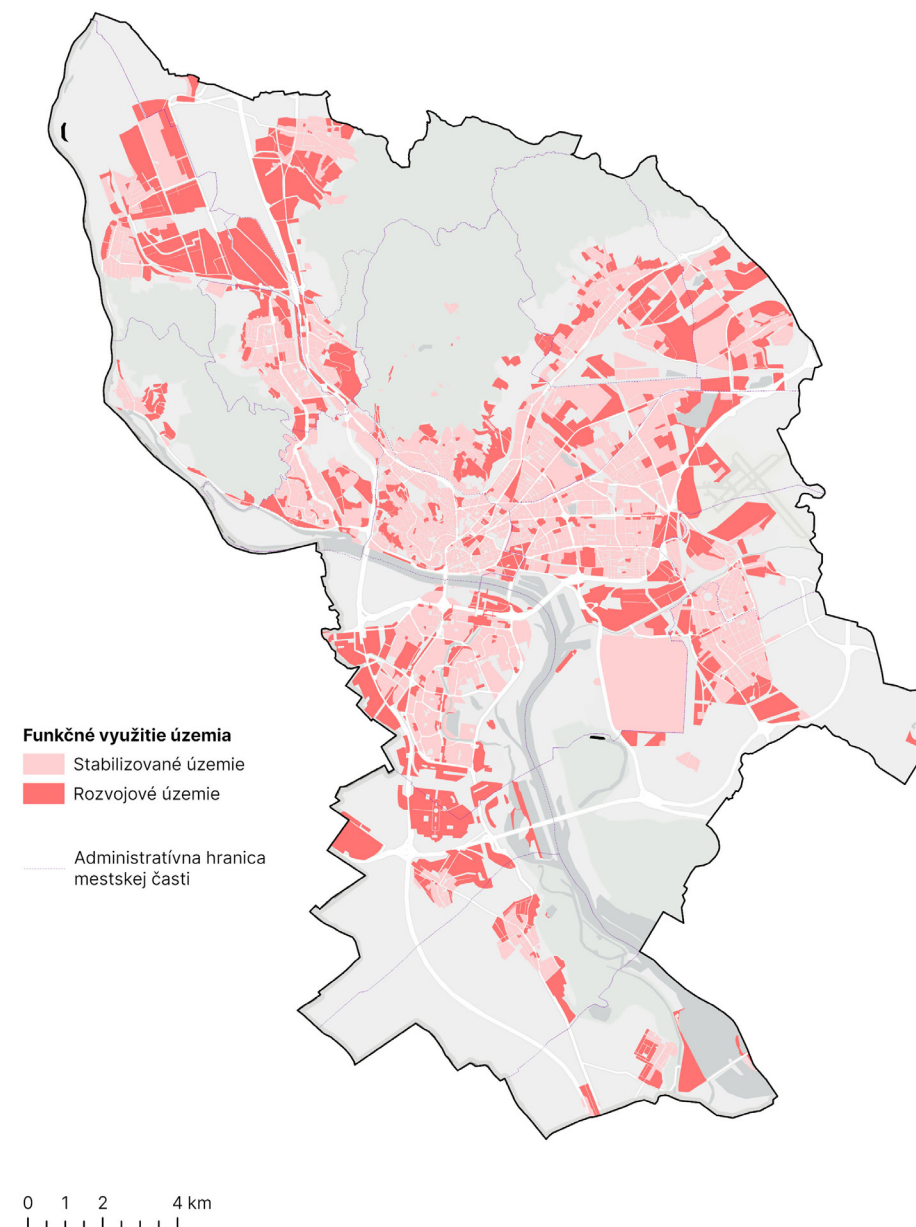 Funkčné využitie územia
Stabilizované územie
Rozvojové územie
Administratívna hranica
mestskej časti
0 1 2 4 km